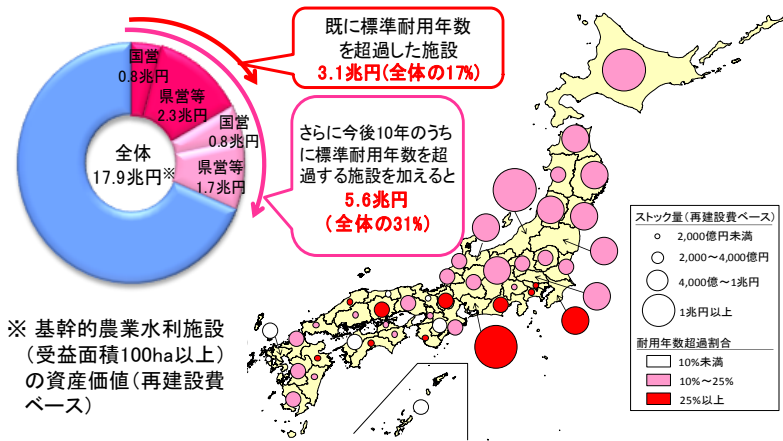 既に標準耐用年数
を超過した施設
3.1兆円(全体の17%)
国営
0.8兆円
県営等
2.3兆円
国営
0.8兆円
県営等
1.7兆円
全体
17.9兆円※
さらに今後10年のうち
に標準耐用年数を超
過する施設を加えると
5.6兆円
(全体の31%)
※ 基幹的農業水利施設
(受益面積100ha以上)
の資産価値(再建設費
ベース)
ストック量(再建設費ベース)
2,000億円未満
2,000～4,000億円
4,000億～1兆円
1兆円以上
耐用年数超過割合
10%未満
10%～25%
25%以上